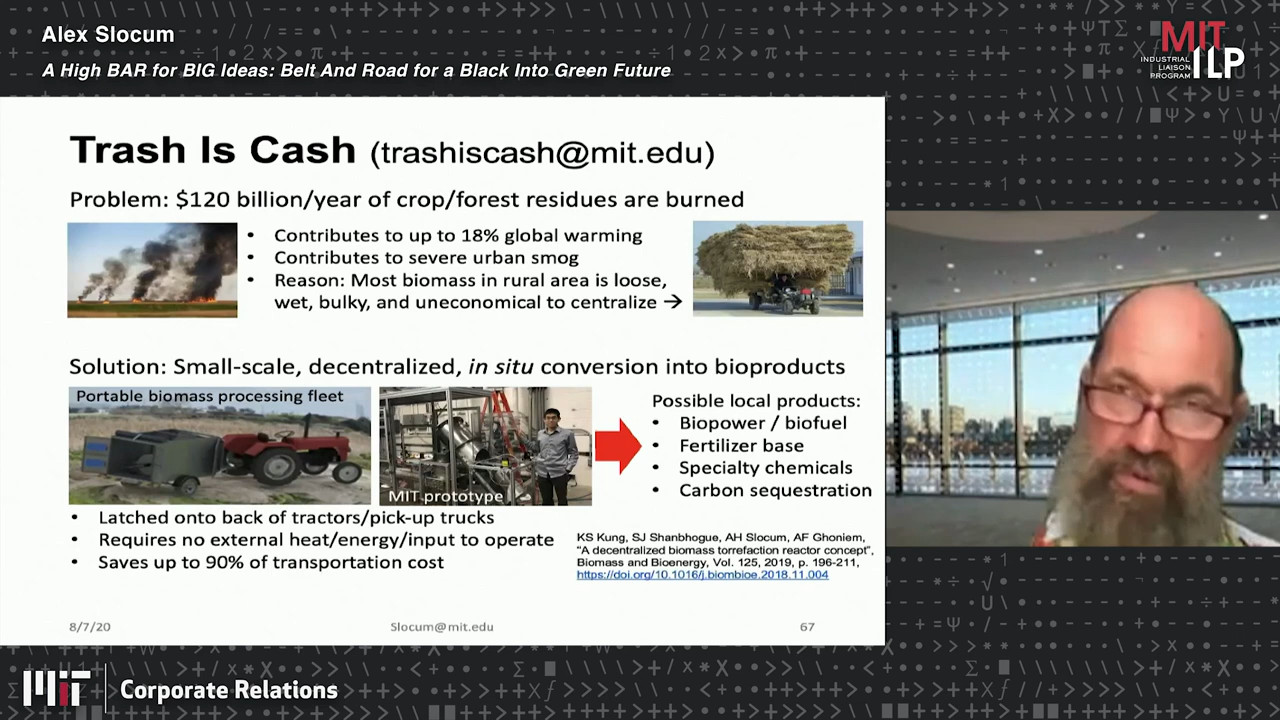 Alex Slocum
A High BAR for BIG Ideas: Belt And Road for a Black Into Green Future
MIT
INDUSTRIAL
LIAISON
PROGRAM
ILP
Trash Is Cash (trashiscash@mit.edu)
Problem: $120 billion/year of crop/forest residues are burned
• Contributes to up to 18% global warming
• Contributes to severe urban smog
• Reason: Most biomass in rural area is loose,
wet, bulky, and uneconomical to centralize →
Solution: Small-scale, decentralized, in situ conversion into bioproducts
Portable biomass processing fleet
MIT prototype
Possible local products:
• Biopower / biofuel
• Fertilizer base
• Specialty chemicals
• Carbon sequestration
• Latched onto back of tractors/pick-up trucks
• Requires no external heat/energy/input to operate
• Saves up to 90% of transportation cost
KS Kung, SJ Shanbhogue, AH Slocum, AF Ghoniem,
"A decentralized biomass torrefaction reactor concept",
Biomass and Bioenergy, Vol. 125, 2019, p. 196-211,
https://doi.org/10.1016/j.biombioe.2018.11.004
8/7/20
Slocum@mit.edu
67
MIT
Corporate Relations